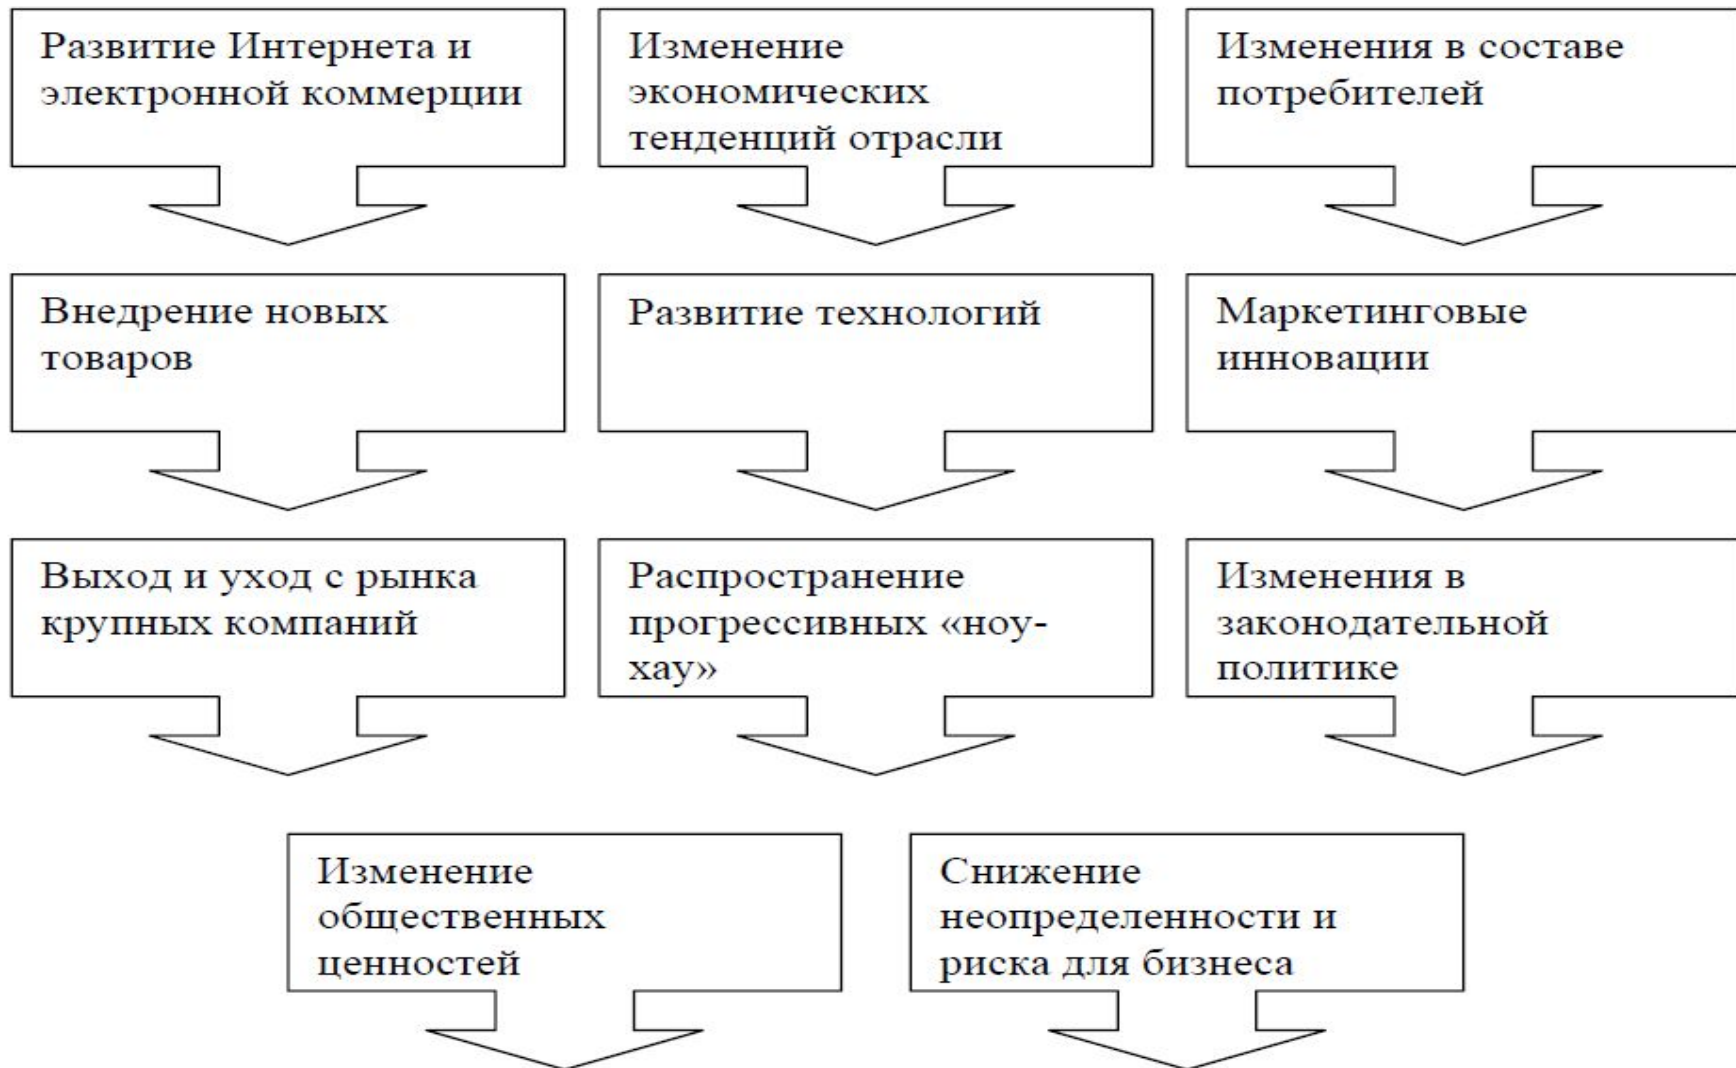 Развитие Интернета и
электронной коммерции
Изменение
экономических
тенденций отрасли
Изменения в составе
потребителей
Внедрение новых
товаров
Развитие технологий
Маркетинговые
инновации
Выход и уход с рынка
крупных компаний
Распространение
прогрессивных «ноу-
хау»
Изменения в
законодательной
политике
Изменение
общественных
ценностей
Снижение
неопределенности и
риска для бизнеса